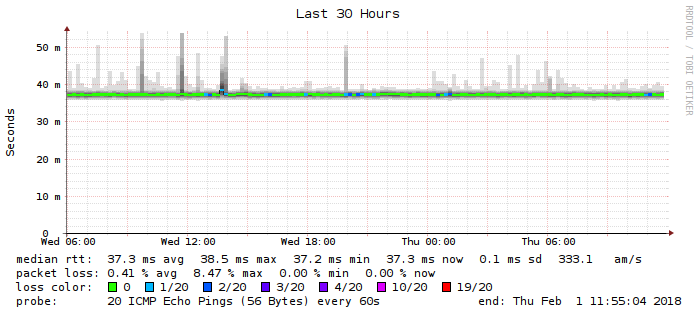 Last 30 Hours
RRDTOOL / TOBI OETIKER
Seconds
50 m
40 m
30 m
20 m
10 m
0
Wed 06:00 Wed 12:00 Wed 18:00 Thu 00:00 Thu 06:00
median rtt: 37.3 ms avg 38.5 ms max 37.2 ms min 37.3 ms now 0.1 ms sd 333.1 am/s
packet loss: 0.41 % avg 8.47 % max 0.00 % min 0.00 % now
loss color: 0 1/20 2/20 3/20 4/20 10/20 19/20
probe: 20 ICMP Echo Pings (56 Bytes) every 60s end: Thu Feb 1 11:55:04 2018